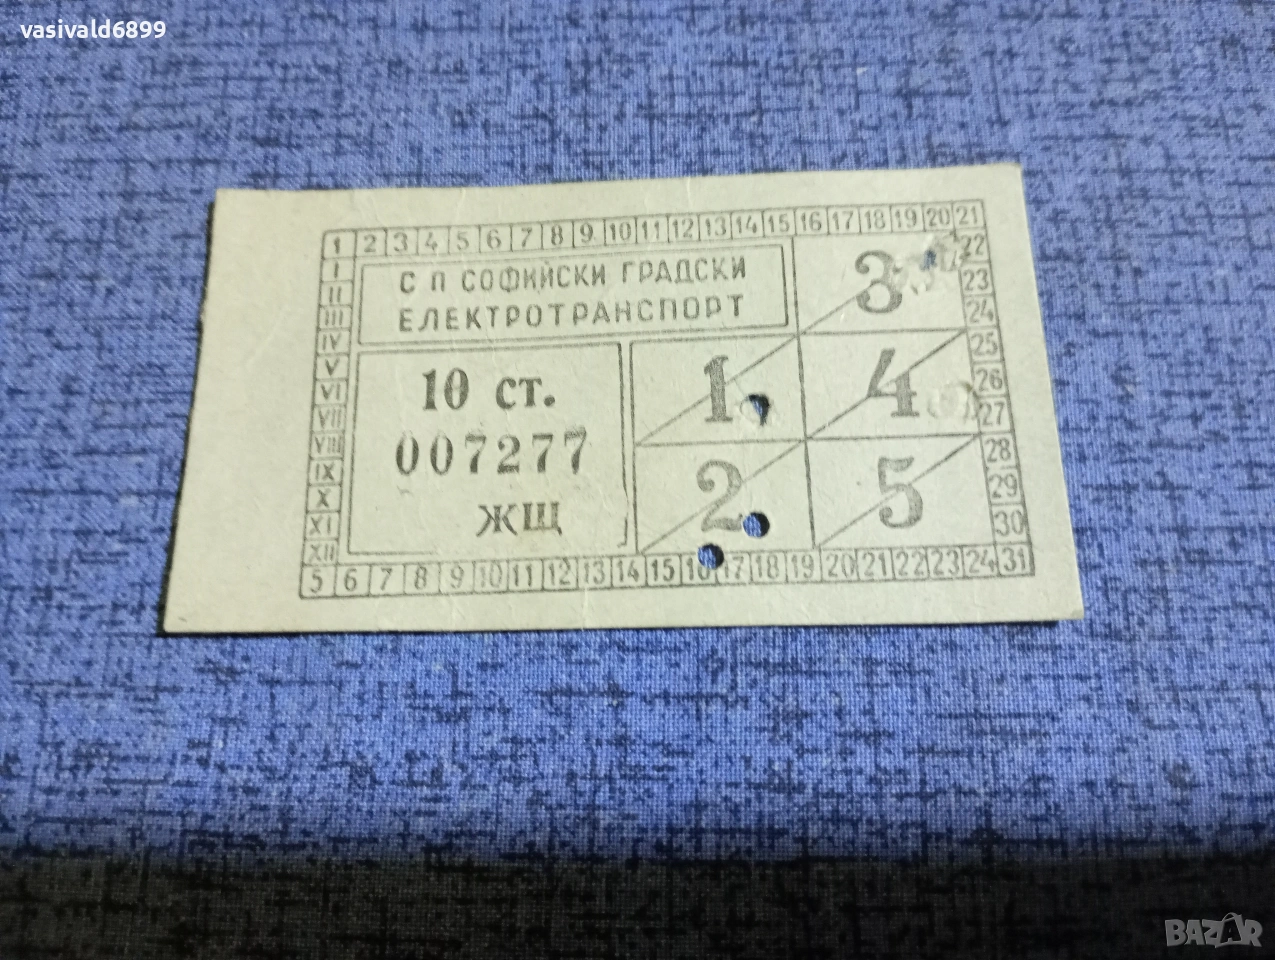 vasivald6899
1 2 3 4 5 6 7 8 9 10 11 12 13 14 15 16 17 18 19 20 21
I
II
III
IV
V
VI
VII
VIII
IX
X
XI
XII
С П СОФИЙСКИ ГРАДСКИ
ЕЛЕКТРОТРАНСПОРТ
10 ст.
007277
ЖЩ
3
1 4
2 5
22
23
24
25
26
27
28
29
30
5 6 7 8 9 10 11 12 13 14 15 16 17 18 19 20 21 22 23 24 31
BAZAR